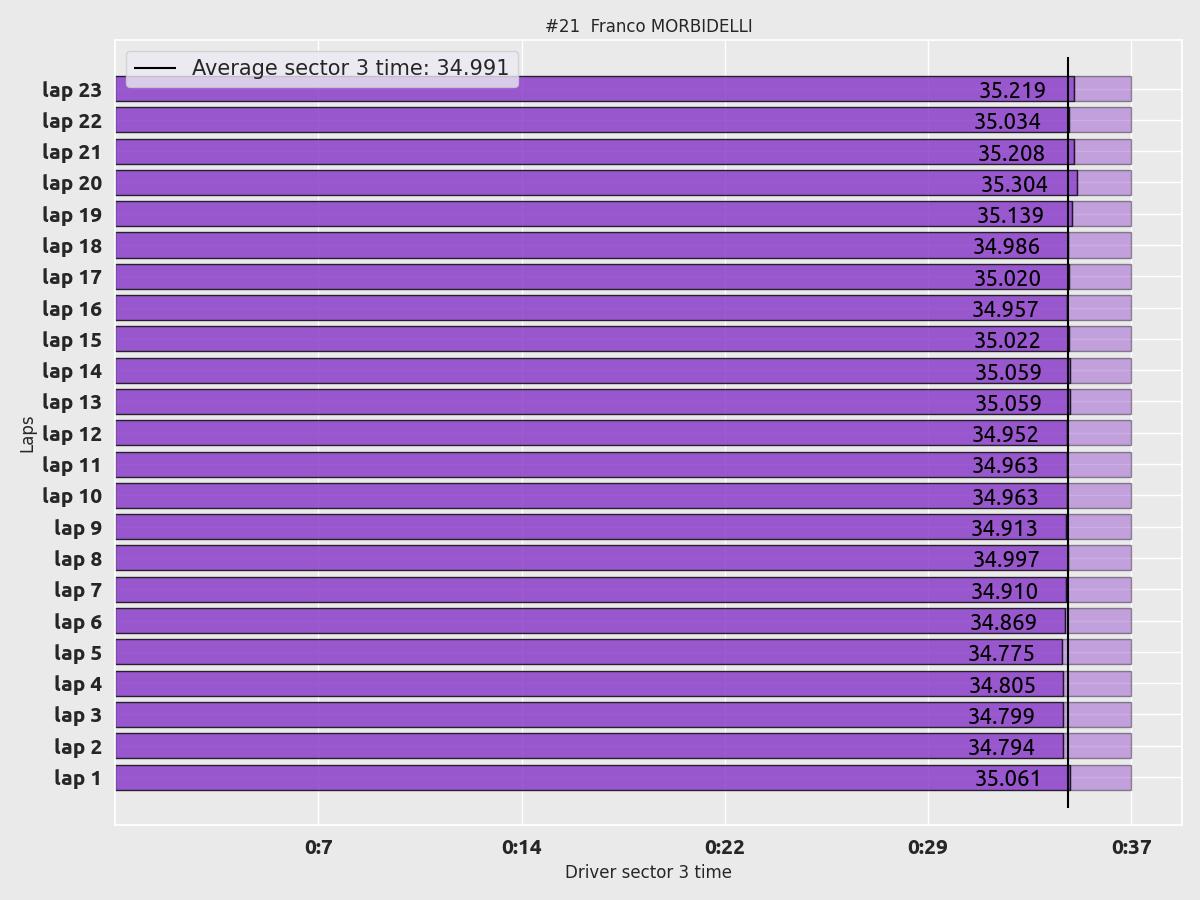 #21  Franco MORBIDELLI
Average sector 3 time: 34.991
lap 23 35.219
lap 22 35.034
lap 21 35.208
lap 20 35.304
lap 19 35.139
lap 18 34.986
lap 17 35.020
lap 16 34.957
lap 15 35.022
lap 14 35.059
lap 13 35.059
lap 12 34.952
lap 11 34.963
lap 10 34.963
lap 9 34.913
lap 8 34.997
lap 7 34.910
lap 6 34.869
lap 5 34.775
lap 4 34.805
lap 3 34.799
lap 2 34.794
lap 1 35.061
Laps
0:7 0:14 0:22 0:29 0:37
Driver sector 3 time